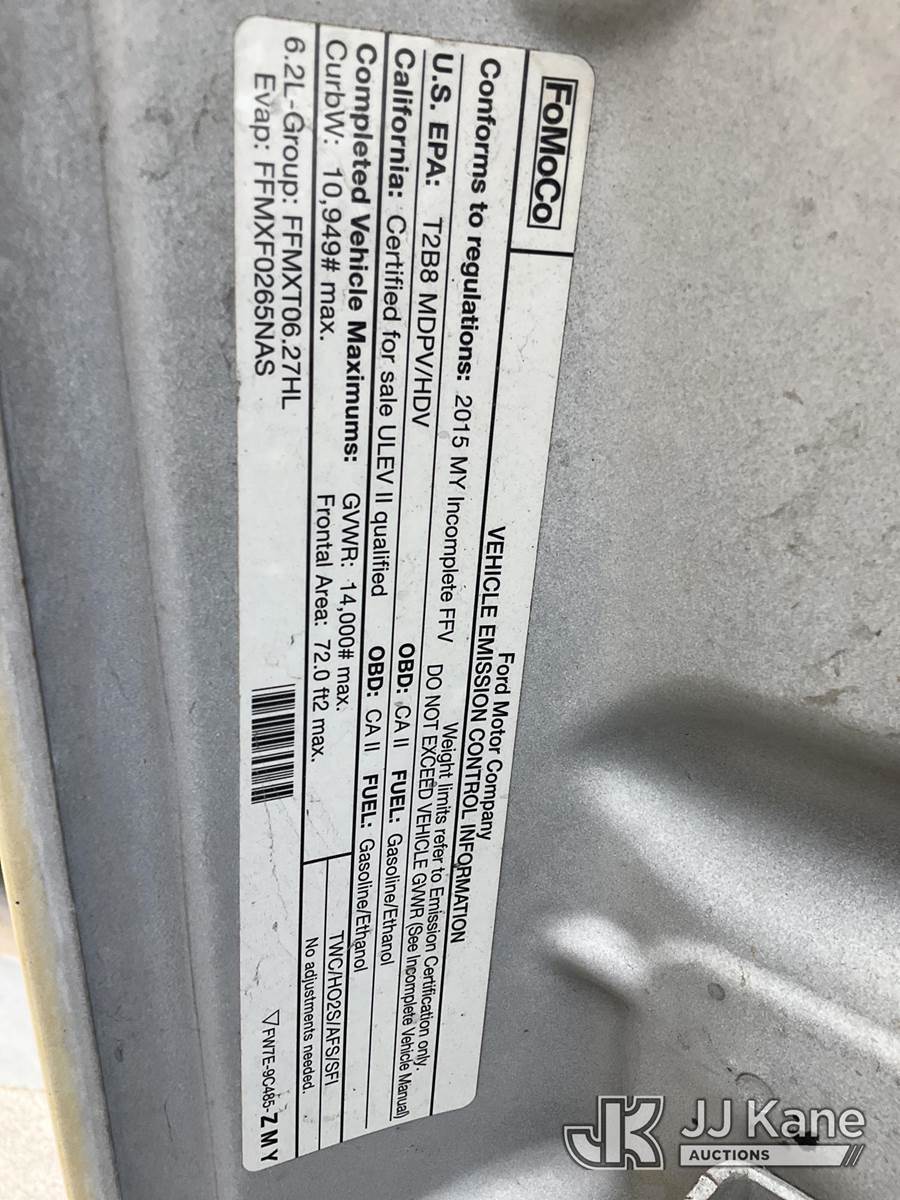 FoMoCo
Ford Motor Company
VEHICLE EMISSION CONTROL INFORMATION
Conforms to regulations: 2015 MY Incomplete FFV
Weight limits refer to Emission Certification only.
DO NOT EXCEED VEHICLE GVWR (See Incomplete Vehicle Manual)
U.S. EPA: T2B8 MDPV/HDV OBD: CA II FUEL: Gasoline/Ethanol
California: Certified for sale ULEV II qualified OBD: CA II FUEL: Gasoline/Ethanol
Completed Vehicle Maximums: GVWR: 14,000# max.
CurbW: 10,949# max. Frontal Area: 72.0 ft2 max.
TWC/HO2S/AFS/SFI
No adjustments needed.
6.2L-Group: FFMXT06.27HL
Evap: FFMXF0265NAS
FW7E-9C485-ZMY
JK JJ Kane
AUCTIONS